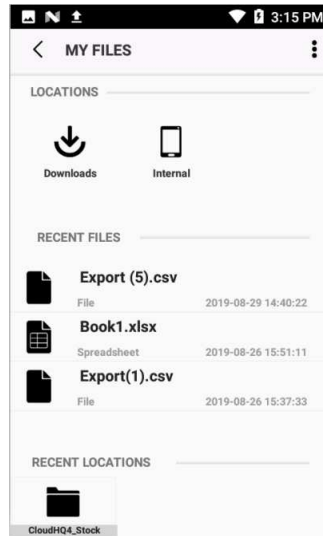 3:15 PM
MY FILES
LOCATIONS
Downloads Internal
RECENT FILES
Export (5).csv
File 2019-08-29 14:40:22
Book1.xlsx
Spreadsheet 2019-08-26 15:51:11
Export(1).csv
File 2019-08-26 15:37:33
RECENT LOCATIONS
CloudHQ4_Stock